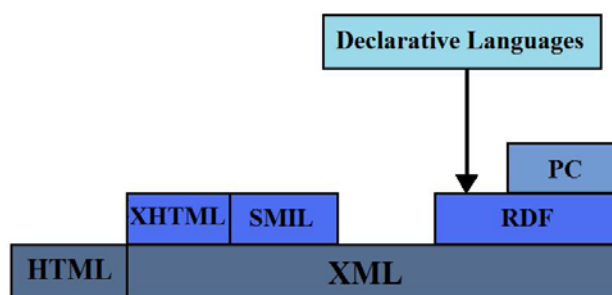 Declarative Languages
PC
XHTML
SMIL
RDF
HTML
XML